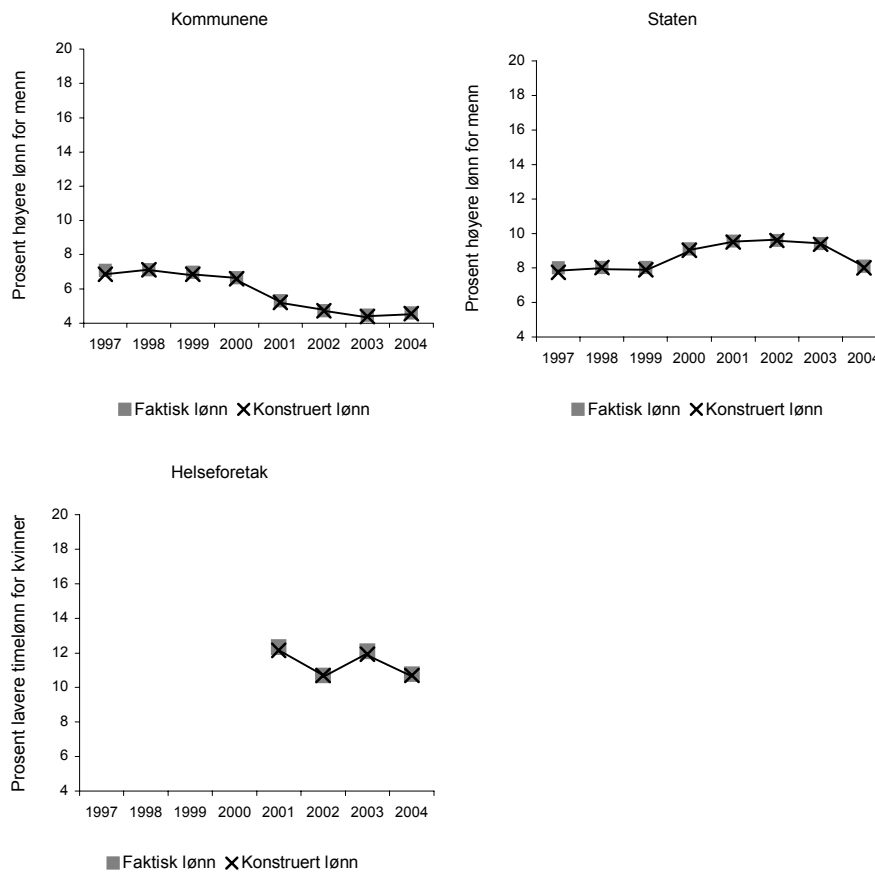 Kommunene
Prosent høyere lønn for menn
20
18
16
14
12
10
8
6
4
1997 1998 1999 2000 2001 2002 2003 2004
Faktisk lønn Konstruert lønn
Staten
Prosent høyere lønn for menn
20
18
16
14
12
10
8
6
4
1997 1998 1999 2000 2001 2002 2003 2004
Faktisk lønn Konstruert lønn
Helseforetak
Prosent lavere timelønn for kvinner
20
18
16
14
12
10
8
6
4
1997 1998 1999 2000 2001 2002 2003 2004
Faktisk lønn Konstruert lønn